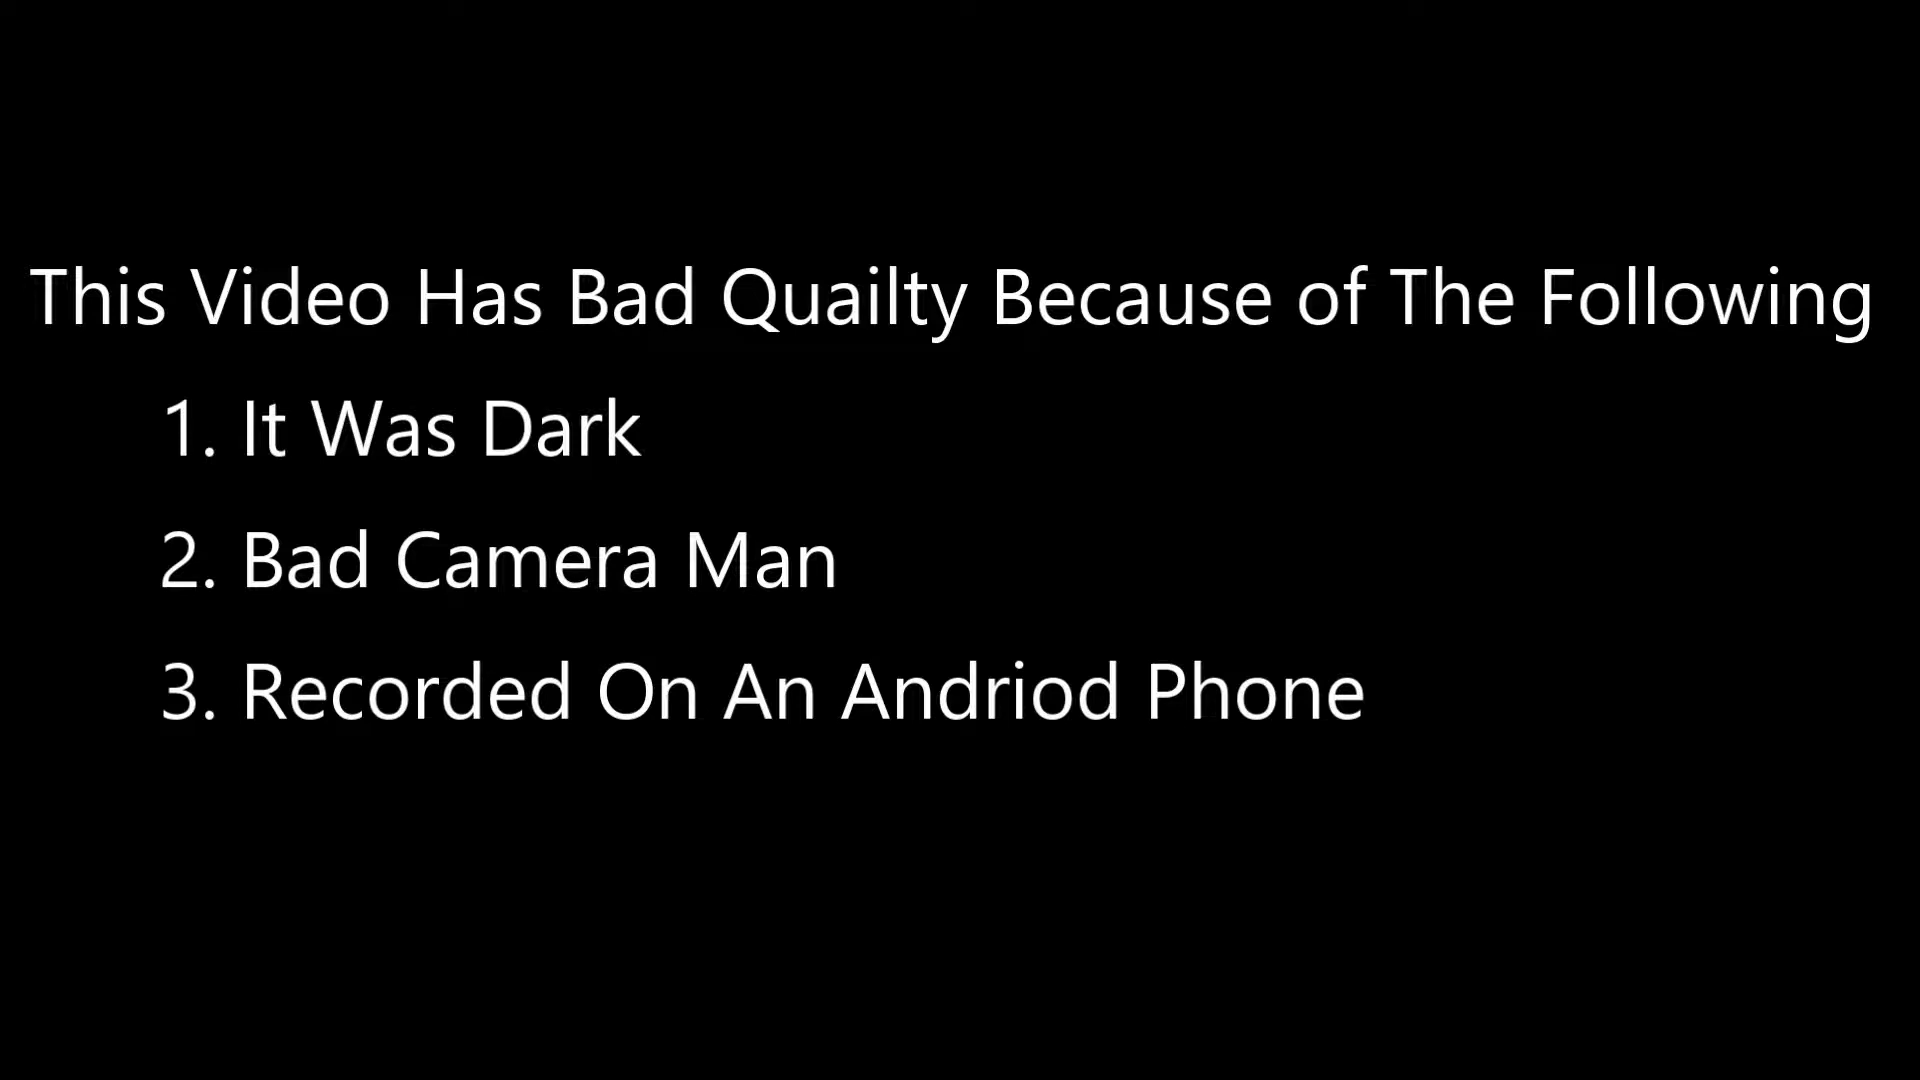 This Video Has Bad Quailty Because of The Following
1. It Was Dark
2. Bad Camera Man
3. Recorded On An Andriod Phone